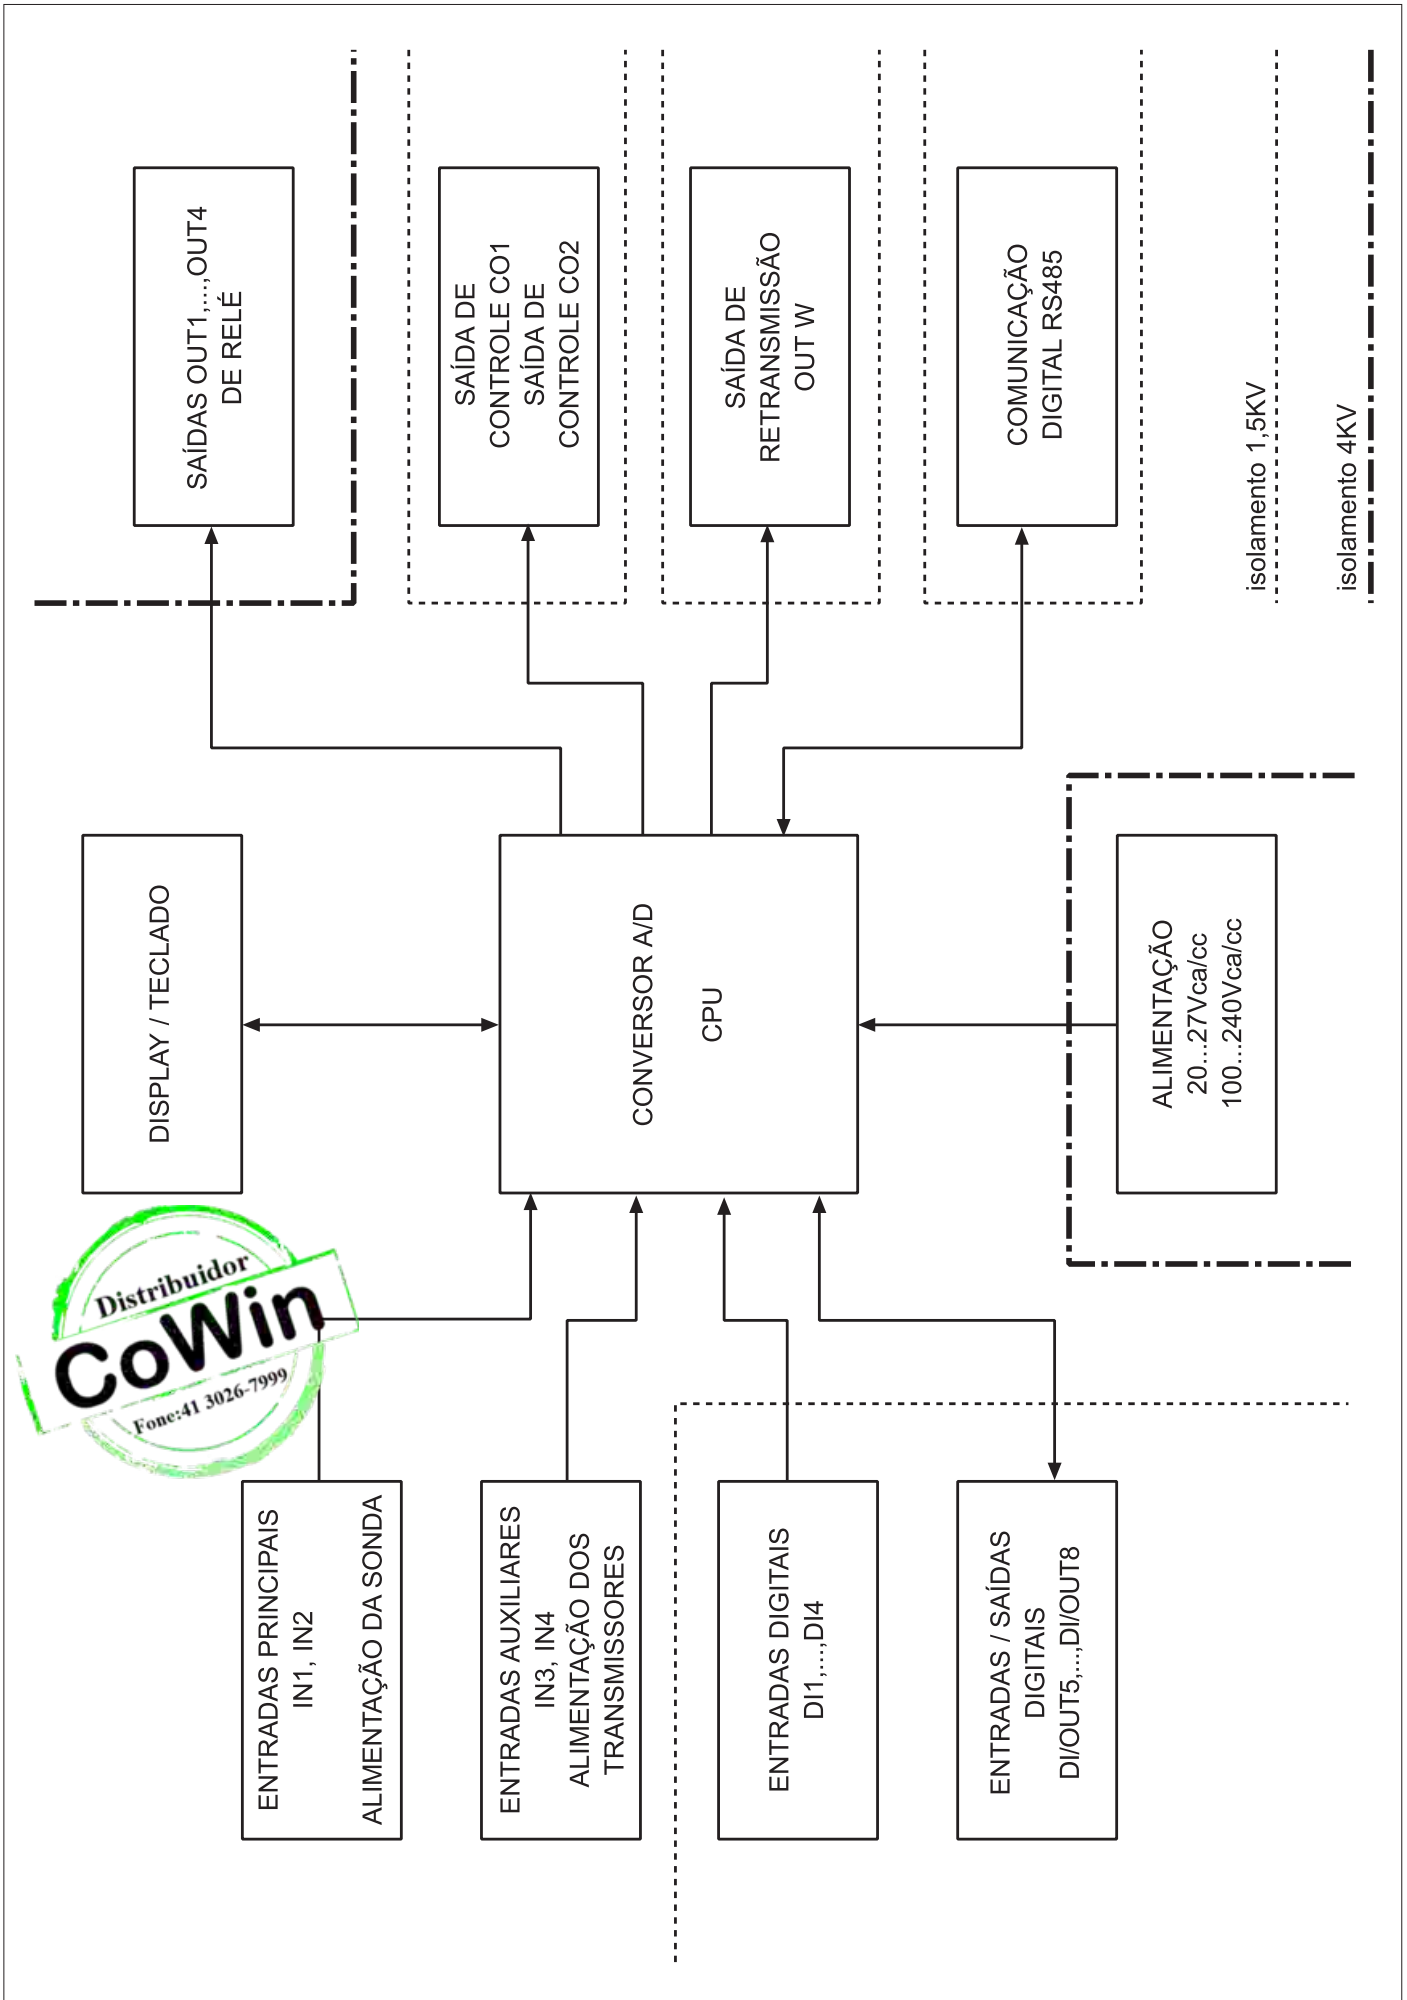 ENTRADAS PRINCIPAIS
IN1, IN2
ALIMENTAÇÃO DA SONDA
ENTRADAS AUXILIARES
IN3, IN4
ALIMENTAÇÃO DOS
TRANSMISSORES
ENTRADAS DIGITAIS
DI1,...,DI4
ENTRADAS / SAÍDAS
DIGITAIS
DI/OUT5,...,DI/OUT8
Distribuidor
CoWin
Fone:41 3026-7999
DISPLAY / TECLADO
CONVERSOR A/D
CPU
ALIMENTAÇÃO
20...27Vca/cc
100...240Vca/cc
SAÍDAS OUT1,...,OUT4
DE RELÉ
SAÍDA DE
CONTROLE CO1
SAÍDA DE
CONTROLE CO2
SAÍDA DE
RETRANSMISSÃO
OUT W
COMUNICAÇÃO
DIGITAL RS485
isolamento 1,5KV
isolamento 4KV